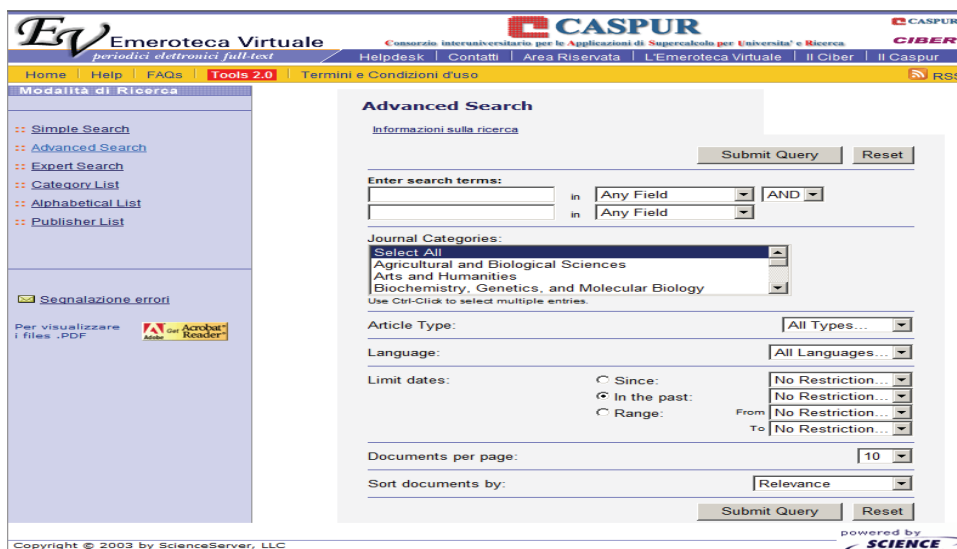 EV Emeroteca Virtuale
periodici elettronici full-text
CASPUR
Consorzio interuniversitario per le Applicazioni di Supercalcolo per Universita' e Ricerca
CASPUR
CIBER
Helpdesk | Contatti | Area Riservata | L'Emeroteca Virtuale | Il Ciber | Il Caspur
Home | Help | FAQs | Tools 2.0 | Termini e Condizioni d'uso
RSS
Modalità di Ricerca
:: Simple Search
:: Advanced Search
:: Expert Search
:: Category List
:: Alphabetical List
:: Publisher List
Segnalazione errori
Per visualizzare
i files .PDF
Adobe Get Acrobat Reader
Advanced Search
Informazioni sulla ricerca
Submit Query Reset
Enter search terms:
in Any Field AND
in Any Field
Journal Categories:
Select All
Agricultural and Biological Sciences
Arts and Humanities
Biochemistry, Genetics, and Molecular Biology
Use Ctrl-Click to select multiple entries.
Article Type: All Types...
Language: All Languages...
Limit dates: Since: No Restriction...
In the past: No Restriction...
Range: From No Restriction...
To No Restriction...
Documents per page: 10
Sort documents by: Relevance
Submit Query Reset
Copyright © 2003 by ScienceServer, LLC
powered by
SCIENCE